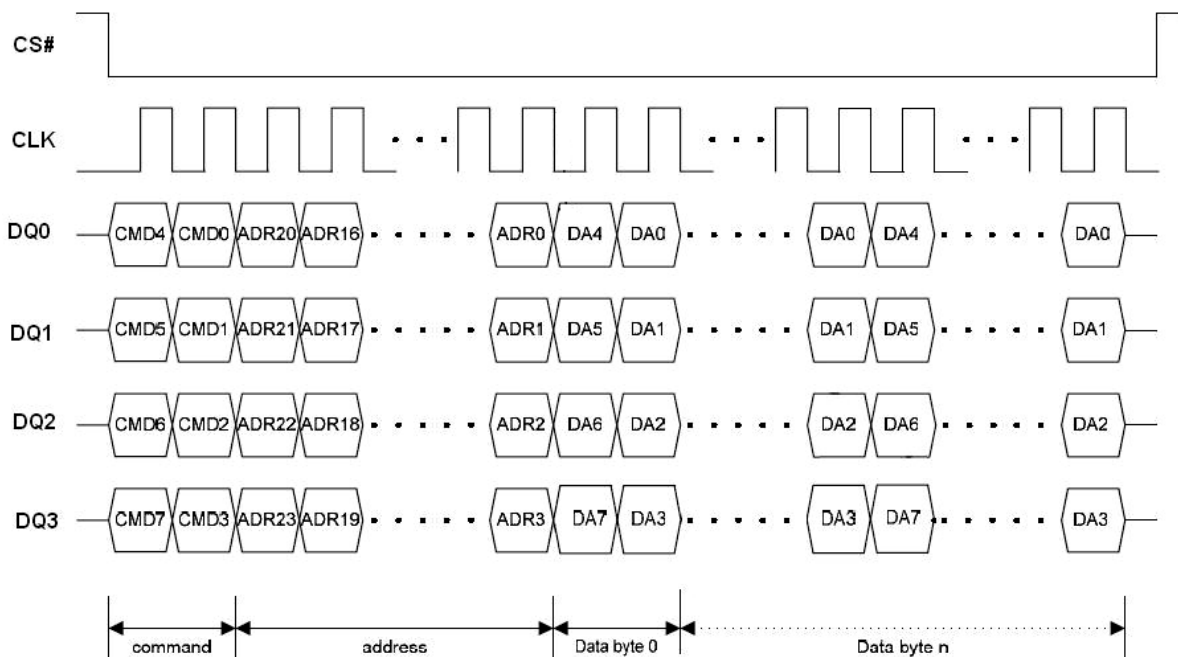 CS#
CLK
DQ0 CMD4 CMD0 ADR20 ADR16 ADR0 DA4 DA0 DA0 DA4 DA0
DQ1 CMD5 CMD1 ADR21 ADR17 ADR1 DA5 DA1 DA1 DA5 DA1
DQ2 CMD6 CMD2 ADR22 ADR18 ADR2 DA6 DA2 DA2 DA6 DA2
DQ3 CMD7 CMD3 ADR23 ADR19 ADR3 DA7 DA3 DA3 DA7 DA3
command address Data byte 0 Data byte n